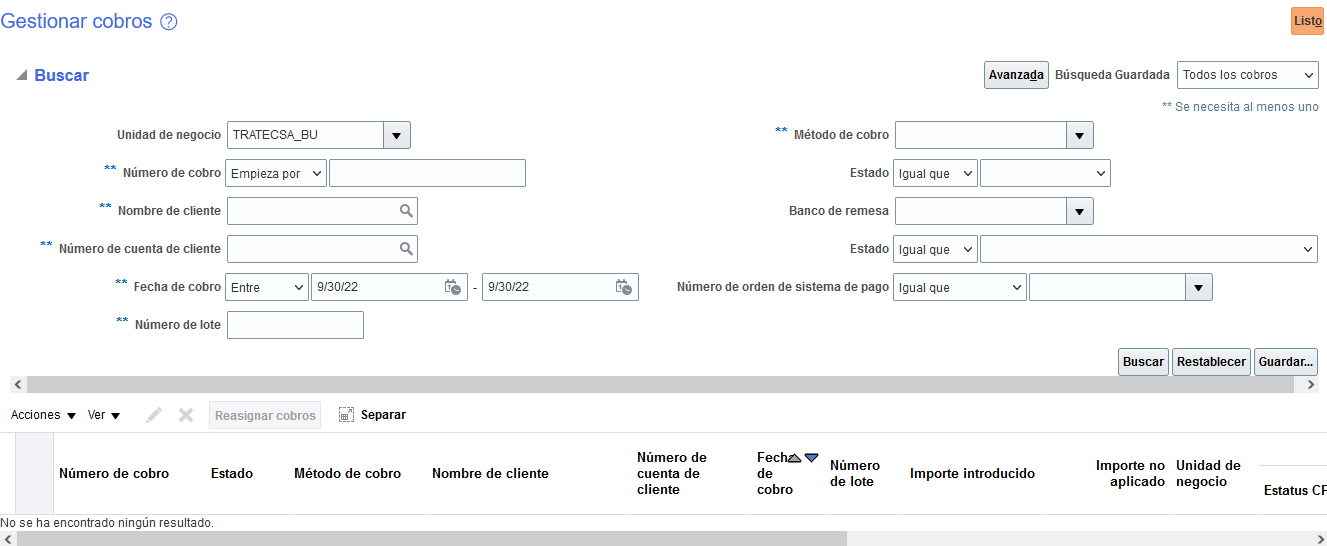 Gestionar cobros ?
Listo
Buscar
Avanzada Búsqueda Guardada Todos los cobros
** Se necesita al menos uno
Unidad de negocio TRATECSA_BU
** Método de cobro
** Número de cobro Empieza por
Estado Igual que
** Nombre de cliente
Banco de remesa
** Número de cuenta de cliente
Estado Igual que
** Fecha de cobro Entre 9/30/22 - 9/30/22
Número de orden de sistema de pago Igual que
** Número de lote
Buscar Restablecer Guardar...
Acciones Ver Reasignar cobros Separar
Número de cobro
Estado
Método de cobro
Nombre de cliente
Número de
cuenta de
cliente
Fecha
de
cobro
Número
de lote
Importe introducido
Importe no
aplicado
Unidad de
negocio
Estatus CF
No se ha encontrado ningún resultado.